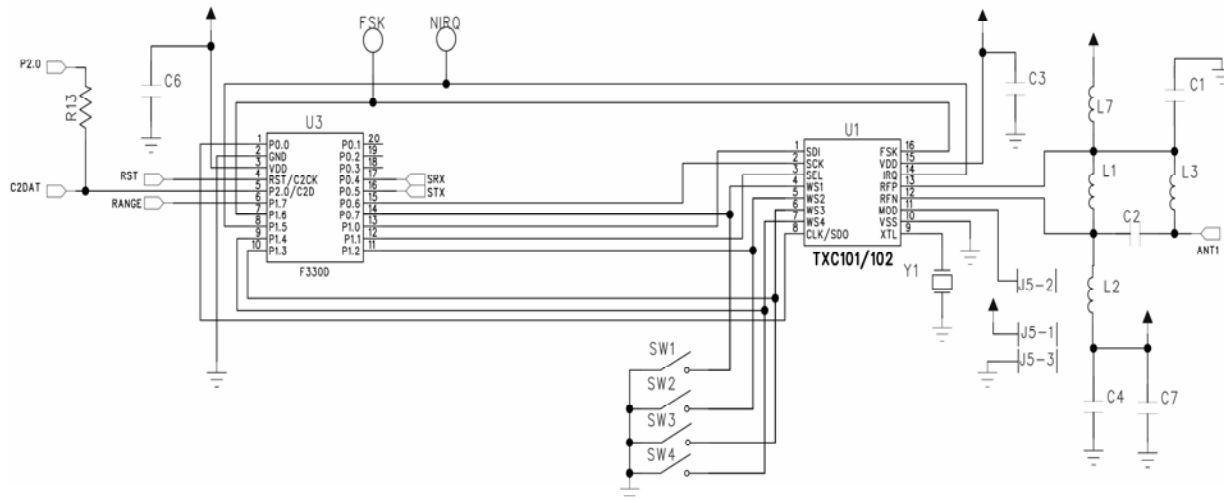 FSK
NIRQ
P2.0
R13
C6
C3
L7
C1
U3
1 P0.0 P0.1 20
2 GND P0.2 19
3 VDD P0.3 18
4 RST/C2CK P0.4 17
5 P2.0/C2D P0.5 16
6 P1.7 P0.6 15
7 P1.6 P0.7 14
8 P1.5 P1.0 13
9 P1.4 P1.1 12
10 P1.3 P1.2 11
F330D
RST
C2DAT
RANGE
SRX
STX
U1
1 SDI FSK 16
2 SCK VDD 15
3 SEL IRQ 14
4 WS1 RFP 13
5 WS2 RFN 12
6 WS3 MOD 11
7 WS4 VSS 10
8 CLK/SDO XTL 9
TXC101/102
Y1
L1
L3
C2
ANT1
L2
J5-2
J5-1
J5-3
C4
C7
SW1
SW2
SW3
SW4